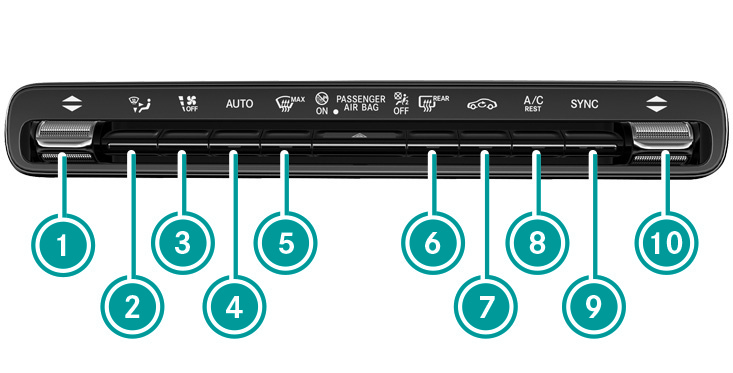 AUTO
MAX
PASSENGER
AIR BAG
ON
OFF
OFF
REAR
A/C
REST
SYNC
1
2
3
4
5
6
7
8
9
10